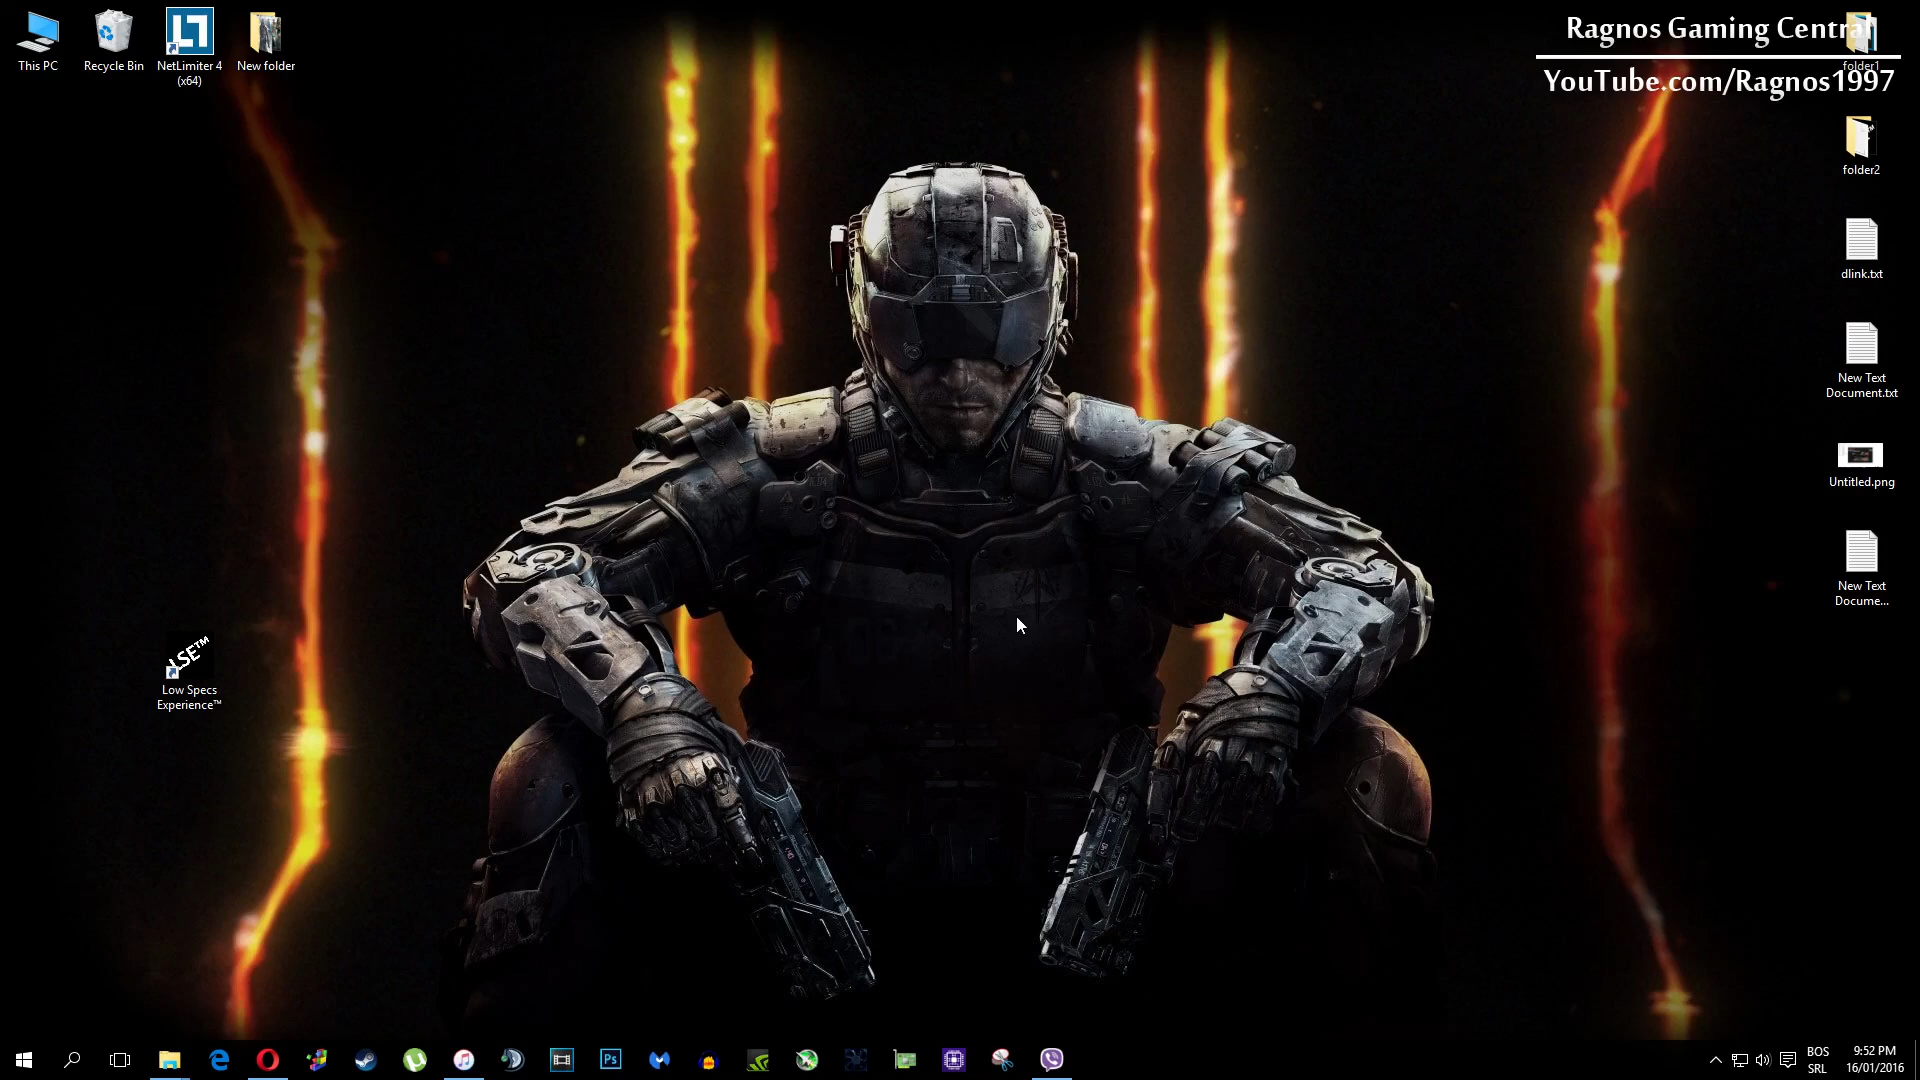 This PC
Recycle Bin
NetLimiter 4
(x64)
New folder
Ragnos Gaming Central
folder1
YouTube.com/Ragnos1997
folder2
dlink.txt
New Text
Document.txt
Untitled.png
New Text
Docume...
LSE™
Low Specs
Experience™
Ps
BOS
SRL
9:52 PM
16/01/2016